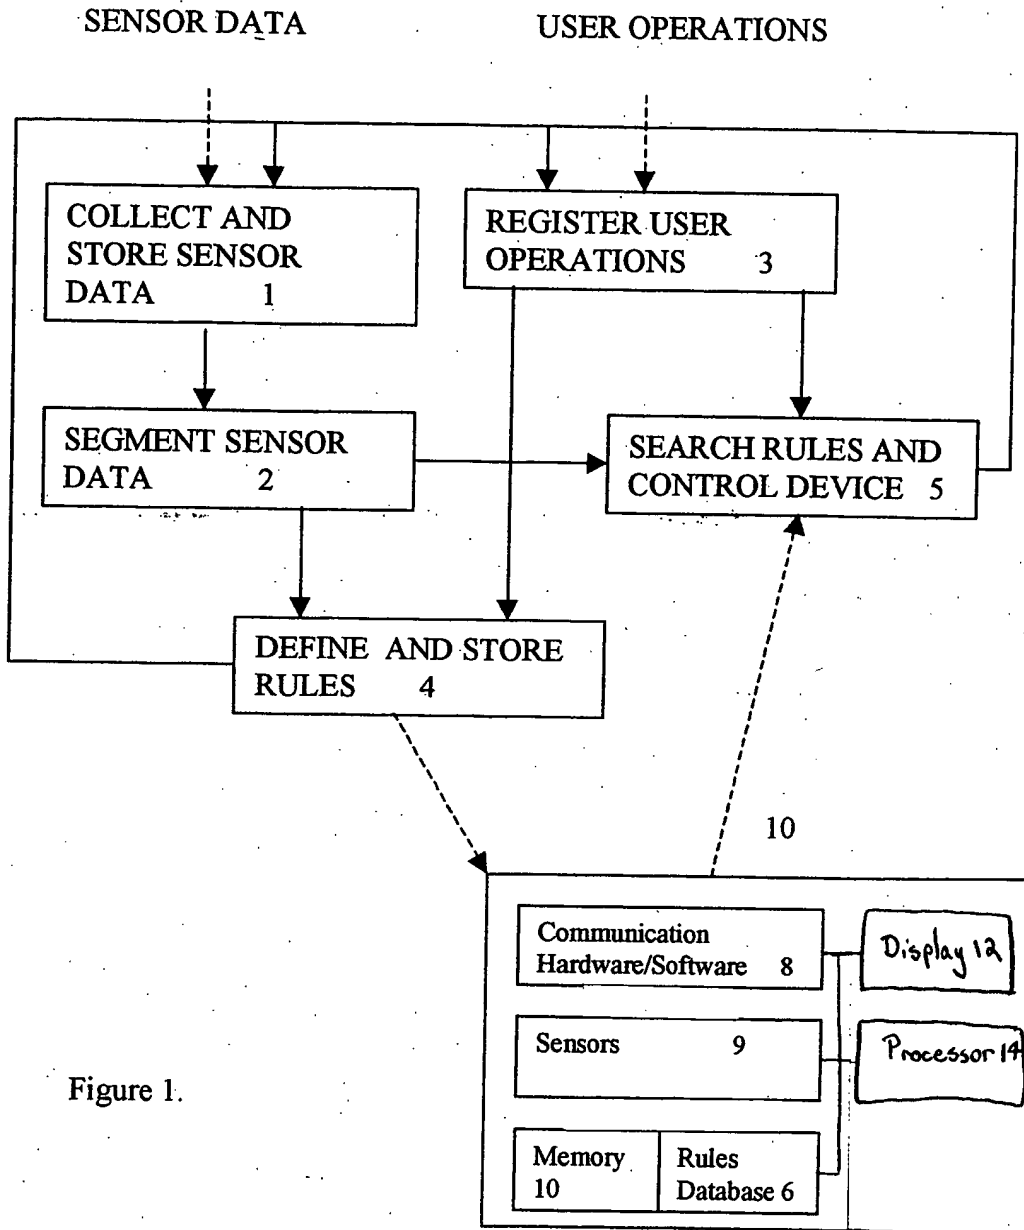 SENSOR DATA
USER OPERATIONS
COLLECT AND
STORE SENSOR
DATA 1
REGISTER USER
OPERATIONS 3
SEGMENT SENSOR
DATA 2
SEARCH RULES AND
CONTROL DEVICE 5
DEFINE AND STORE
RULES 4
10
Communication
Hardware/Software 8
Display 12
Sensors 9
Processor 14
Memory
10
Rules
Database 6
Figure 1.